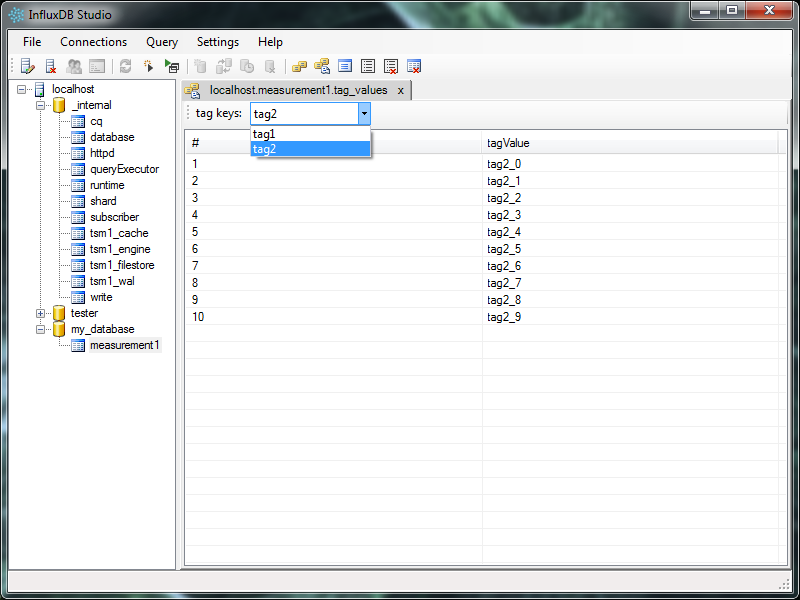 InfluxDB Studio
File Connections Query Settings Help
localhost
_internal
cq
database
httpd
queryExecutor
runtime
shard
subscriber
tsm1_cache
tsm1_engine
tsm1_filestore
tsm1_wal
write
tester
my_database
measurement1
localhost.measurement1.tag_values x
tag keys: tag2
tag1
tag2
# tagValue
1 tag2_0
2 tag2_1
3 tag2_2
4 tag2_3
5 tag2_4
6 tag2_5
7 tag2_6
8 tag2_7
9 tag2_8
10 tag2_9